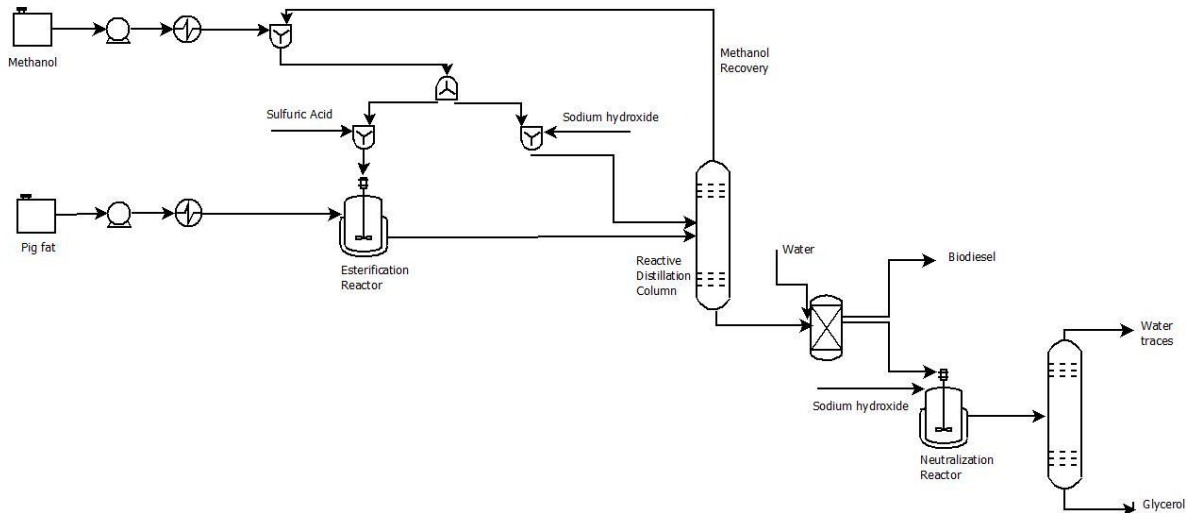 Methanol
Methanol
Recovery
Sulfuric Acid
Sodium hydroxide
Pig fat
Esterification
Reactor
Reactive
Distillation
Column
Water
Biodiesel
Water
traces
Sodium hydroxide
Neutralization
Reactor
Glycerol